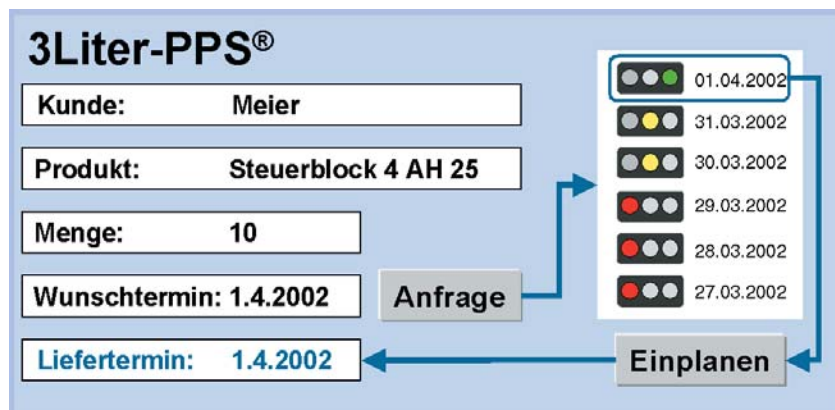 3Liter-PPS®
Kunde: Meier
Produkt: Steuerblock 4 AH 25
Menge: 10
Wunschtermin: 1.4.2002
Anfrage
Liefertermin: 1.4.2002
01.04.2002
31.03.2002
30.03.2002
29.03.2002
28.03.2002
27.03.2002
Einplanen